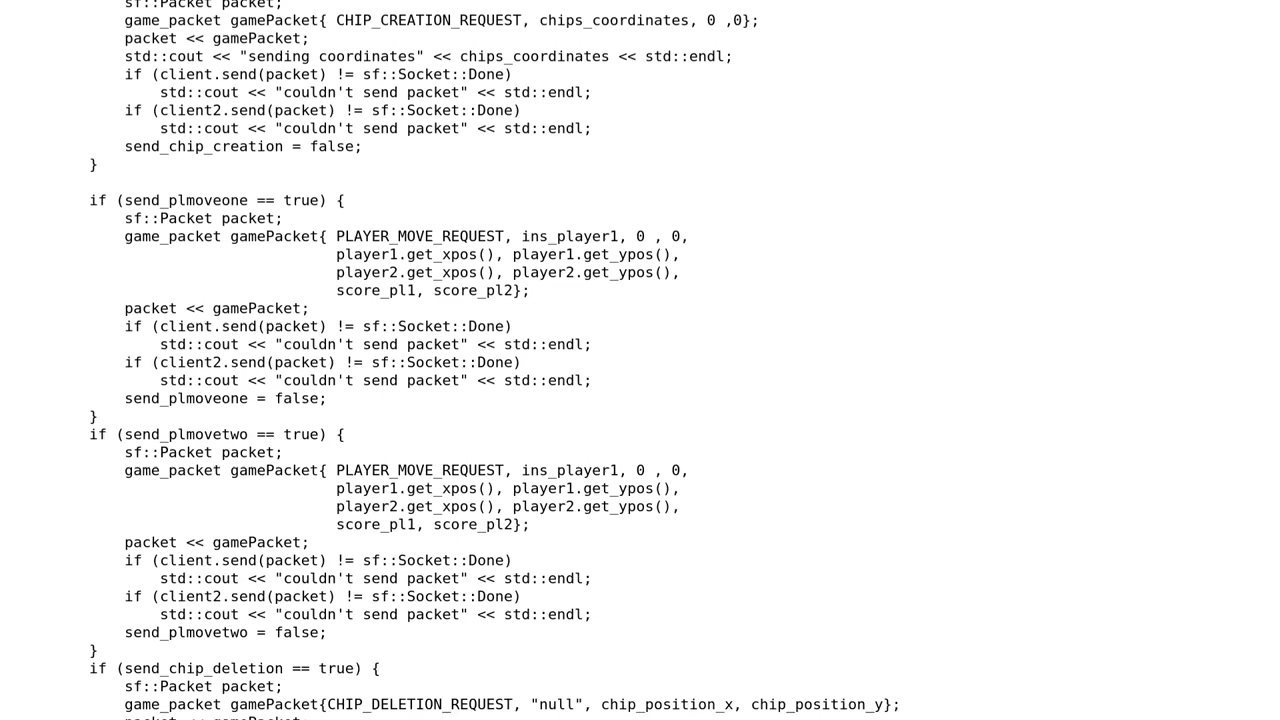 sf::Packet packet;
game_packet gamePacket{ CHIP_CREATION_REQUEST, chips_coordinates, 0 ,0};
packet << gamePacket;
std::cout << "sending coordinates" << chips_coordinates << std::endl;
if (client.send(packet) != sf::Socket::Done)
std::cout << "couldn't send packet" << std::endl;
if (client2.send(packet) != sf::Socket::Done)
std::cout << "couldn't send packet" << std::endl;
send_chip_creation = false;
}
if (send_plmoveone == true) {
sf::Packet packet;
game_packet gamePacket{ PLAYER_MOVE_REQUEST, ins_player1, 0 , 0,
player1.get_xpos(), player1.get_ypos(),
player2.get_xpos(), player2.get_ypos(),
score_pl1, score_pl2};
packet << gamePacket;
if (client.send(packet) != sf::Socket::Done)
std::cout << "couldn't send packet" << std::endl;
if (client2.send(packet) != sf::Socket::Done)
std::cout << "couldn't send packet" << std::endl;
send_plmoveone = false;
}
if (send_plmovetwo == true) {
sf::Packet packet;
game_packet gamePacket{ PLAYER_MOVE_REQUEST, ins_player1, 0 , 0,
player1.get_xpos(), player1.get_ypos(),
player2.get_xpos(), player2.get_ypos(),
score_pl1, score_pl2};
packet << gamePacket;
if (client.send(packet) != sf::Socket::Done)
std::cout << "couldn't send packet" << std::endl;
if (client2.send(packet) != sf::Socket::Done)
std::cout << "couldn't send packet" << std::endl;
send_plmovetwo = false;
}
if (send_chip_deletion == true) {
sf::Packet packet;
game_packet gamePacket{CHIP_DELETION_REQUEST, "null", chip_position_x, chip_position_y};
packet << gamePacket;